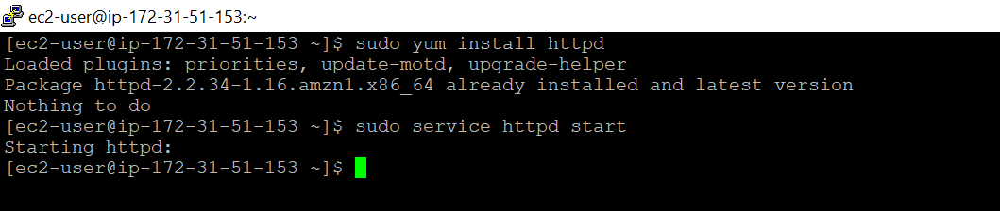 ec2-user@ip-172-31-51-153:~
[ec2-user@ip-172-31-51-153 ~]$ sudo yum install httpd
Loaded plugins: priorities, update-motd, upgrade-helper
Package httpd-2.2.34-1.16.amzn1.x86_64 already installed and latest version
Nothing to do
[ec2-user@ip-172-31-51-153 ~]$ sudo service httpd start
Starting httpd:
[ec2-user@ip-172-31-51-153 ~]$